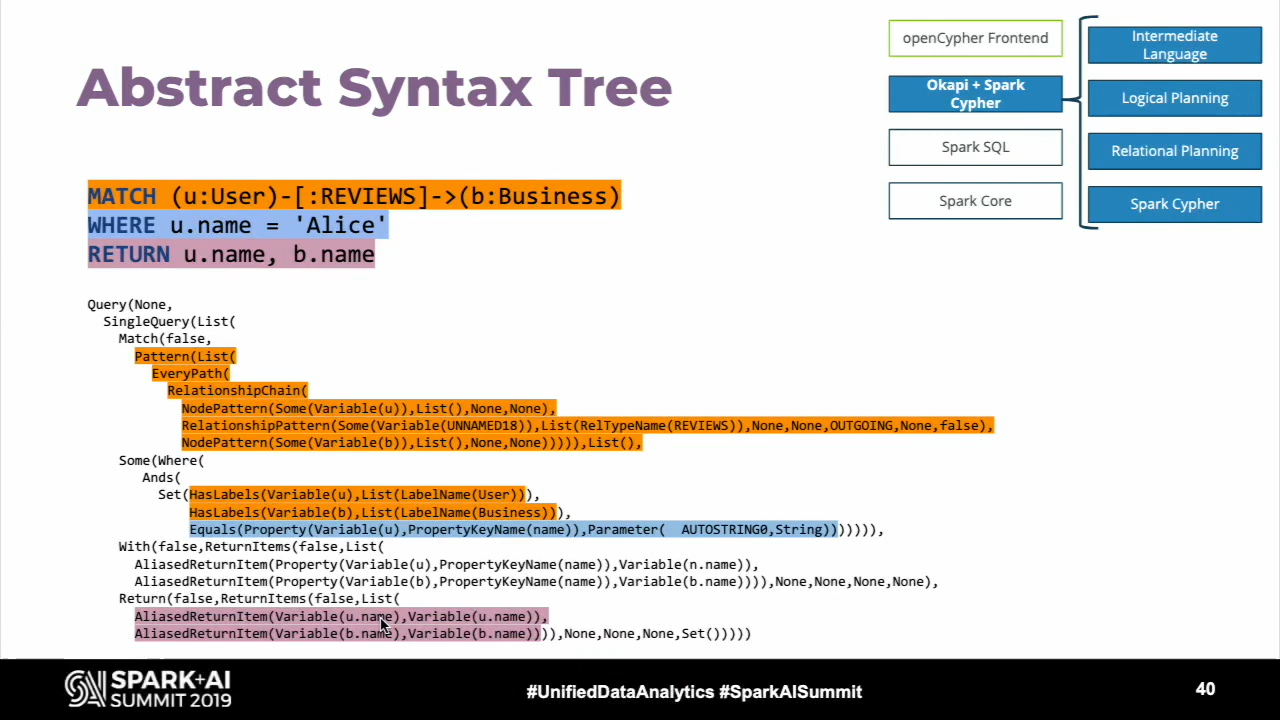 Abstract Syntax Tree
openCypher Frontend
Okapi + Spark
Cypher
Spark SQL
Spark Core
Intermediate
Language
Logical Planning
Relational Planning
Spark Cypher
MATCH (u:User)-[:REVIEWS]->(b:Business)
WHERE u.name = 'Alice'
RETURN u.name, b.name
Query(None,
SingleQuery(List(
Match(false,
Pattern(List(
EveryPath(
RelationshipChain(
NodePattern(Some(Variable(u)),List(),None,None),
RelationshipPattern(Some(Variable(UNNAMED18)),List(RelTypeName(REVIEWS)),None,None,OUTGOING,None,false),
NodePattern(Some(Variable(b)),List(),None,None))))),List(),
Some(Where(
Ands(
Set(HasLabels(Variable(u),List(LabelName(User))),
HasLabels(Variable(b),List(LabelName(Business))),
Equals(Property(Variable(u),PropertyKeyName(name)),Parameter(  AUTOSTRING0,String))))))),
With(false,ReturnItems(false,List(
AliasedReturnItem(Property(Variable(u),PropertyKeyName(name)),Variable(n.name)),
AliasedReturnItem(Property(Variable(b),PropertyKeyName(name)),Variable(b.name)))),None,None,None,None),
Return(false,ReturnItems(false,List(
AliasedReturnItem(Variable(u.name),Variable(u.name)),
AliasedReturnItem(Variable(b.name),Variable(b.name)))),None,None,None,Set()))))
SPARK+AI
SUMMIT 2019
#UnifiedDataAnalytics #SparkAISummit
40